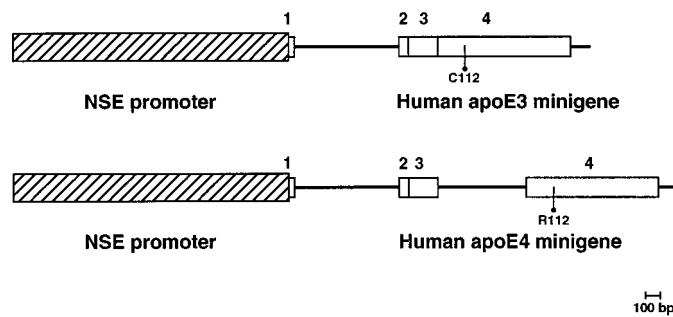 1 2 3 4
C112
NSE promoter Human apoE3 minigene
1 2 3 4
R112
NSE promoter Human apoE4 minigene
100 bp